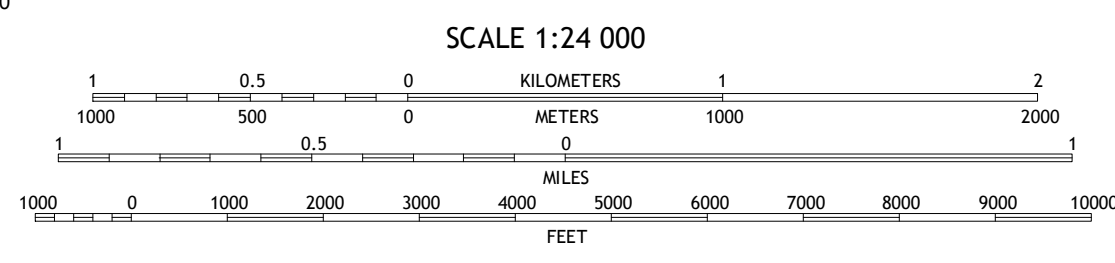 0
SCALE 1:24 000
1 0.5 0 KILOMETERS 1 2
1000 500 0 METERS 1000 2000
1 0.5 0 1
MILES
1000 0 1000 2000 3000 4000 5000 6000 7000 8000 9000 10000
FEET